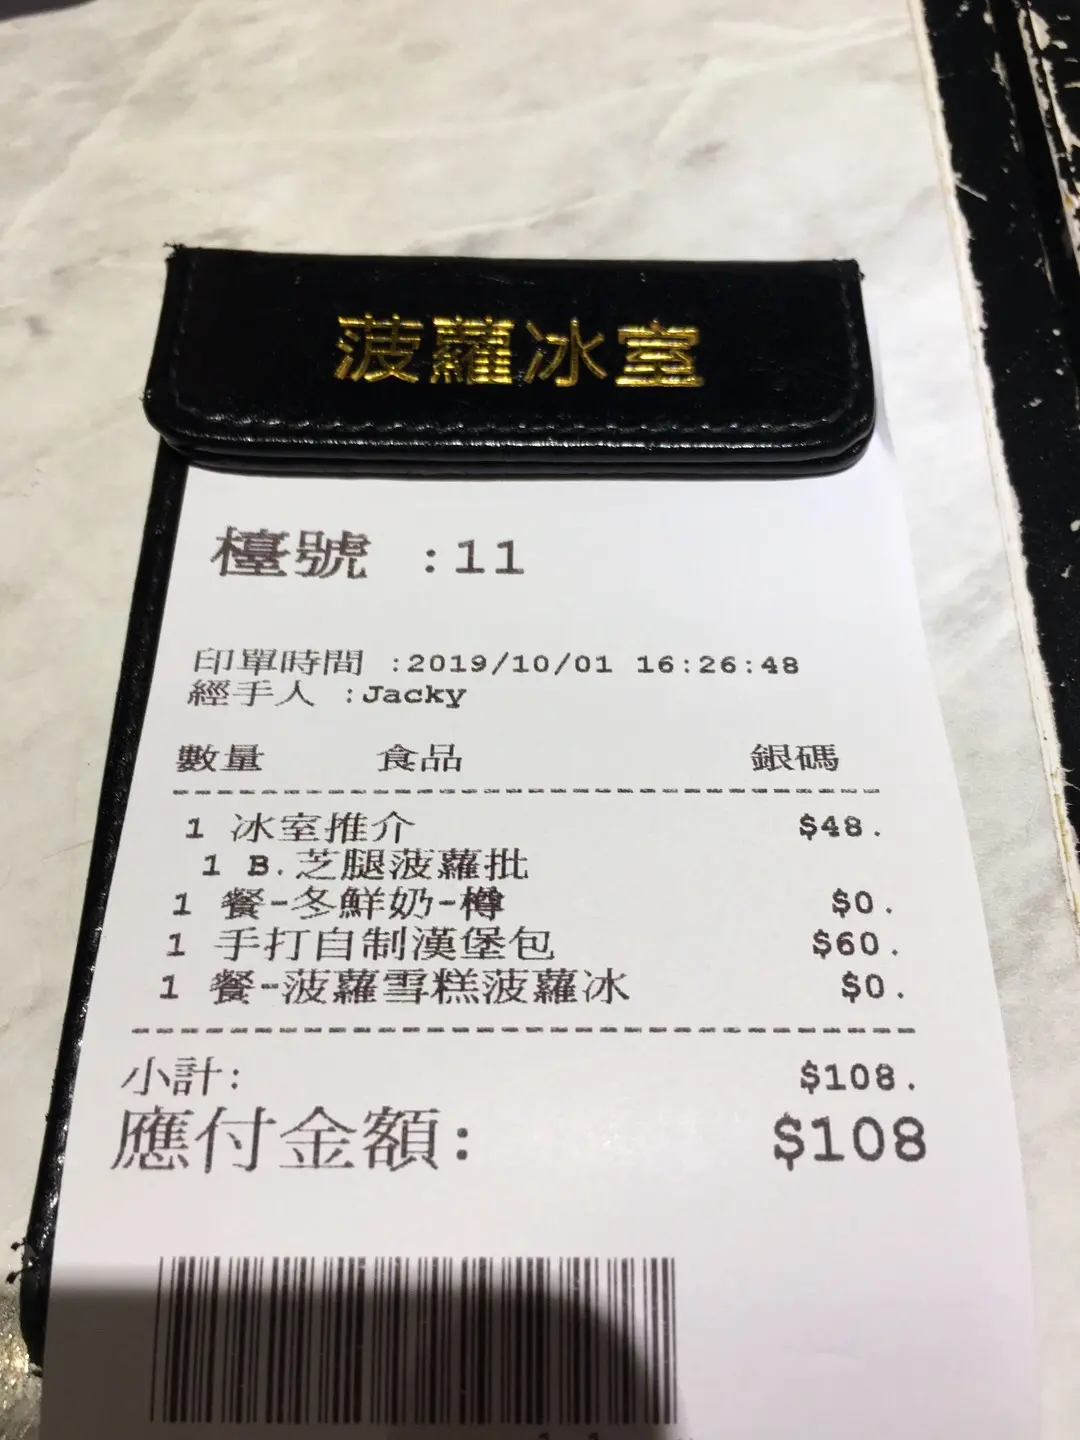 菠蘿冰室
檯號 :11
印單時間 :2019/10/01 16:26:48
經手人 :Jacky
數量 食品 銀碼
1 冰室推介 $48.
1 B.芝腿菠蘿批
1 餐-冬鮮奶-樽 $0.
1 手打自制漢堡包 $60.
1 餐-菠蘿雪糕菠蘿冰 $0.
小計: $108.
應付金額: $108